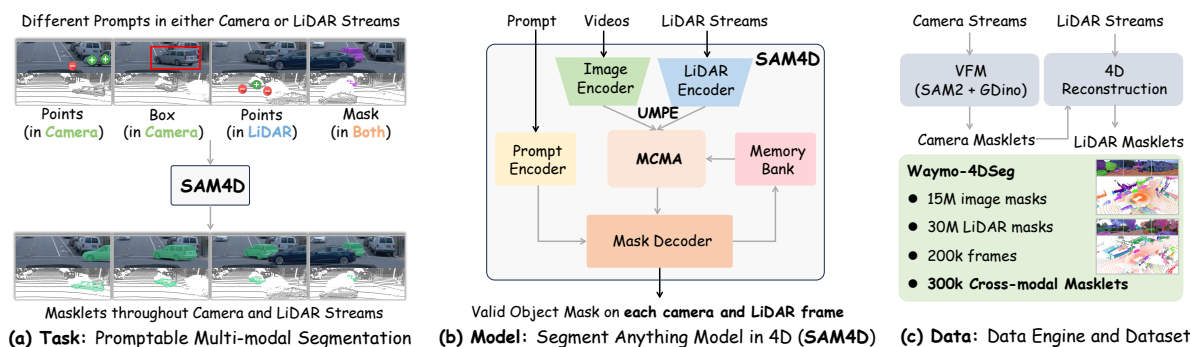 Different Prompts in either Camera or LiDAR Streams
Points
(in Camera)
Box
(in Camera)
Points
(in LiDAR)
Mask
(in Both)
SAM4D
Masklets throughout Camera and LiDAR Streams
(a) Task: Promptable Multi-modal Segmentation
Prompt
Videos
LiDAR Streams
SAM4D
Image
Encoder
LiDAR
Encoder
UMPE
Prompt
Encoder
MCMA
Memory
Bank
Mask Decoder
Valid Object Mask on each camera and LiDAR frame
(b) Model: Segment Anything Model in 4D (SAM4D)
Camera Streams
LiDAR Streams
VFM
(SAM2 + GDino)
4D
Reconstruction
Camera Masklets
LiDAR Masklets
Waymo-4DSeg
● 15M image masks
● 30M LiDAR masks
● 200k frames
● 300k Cross-modal Masklets
(c) Data: Data Engine and Dataset